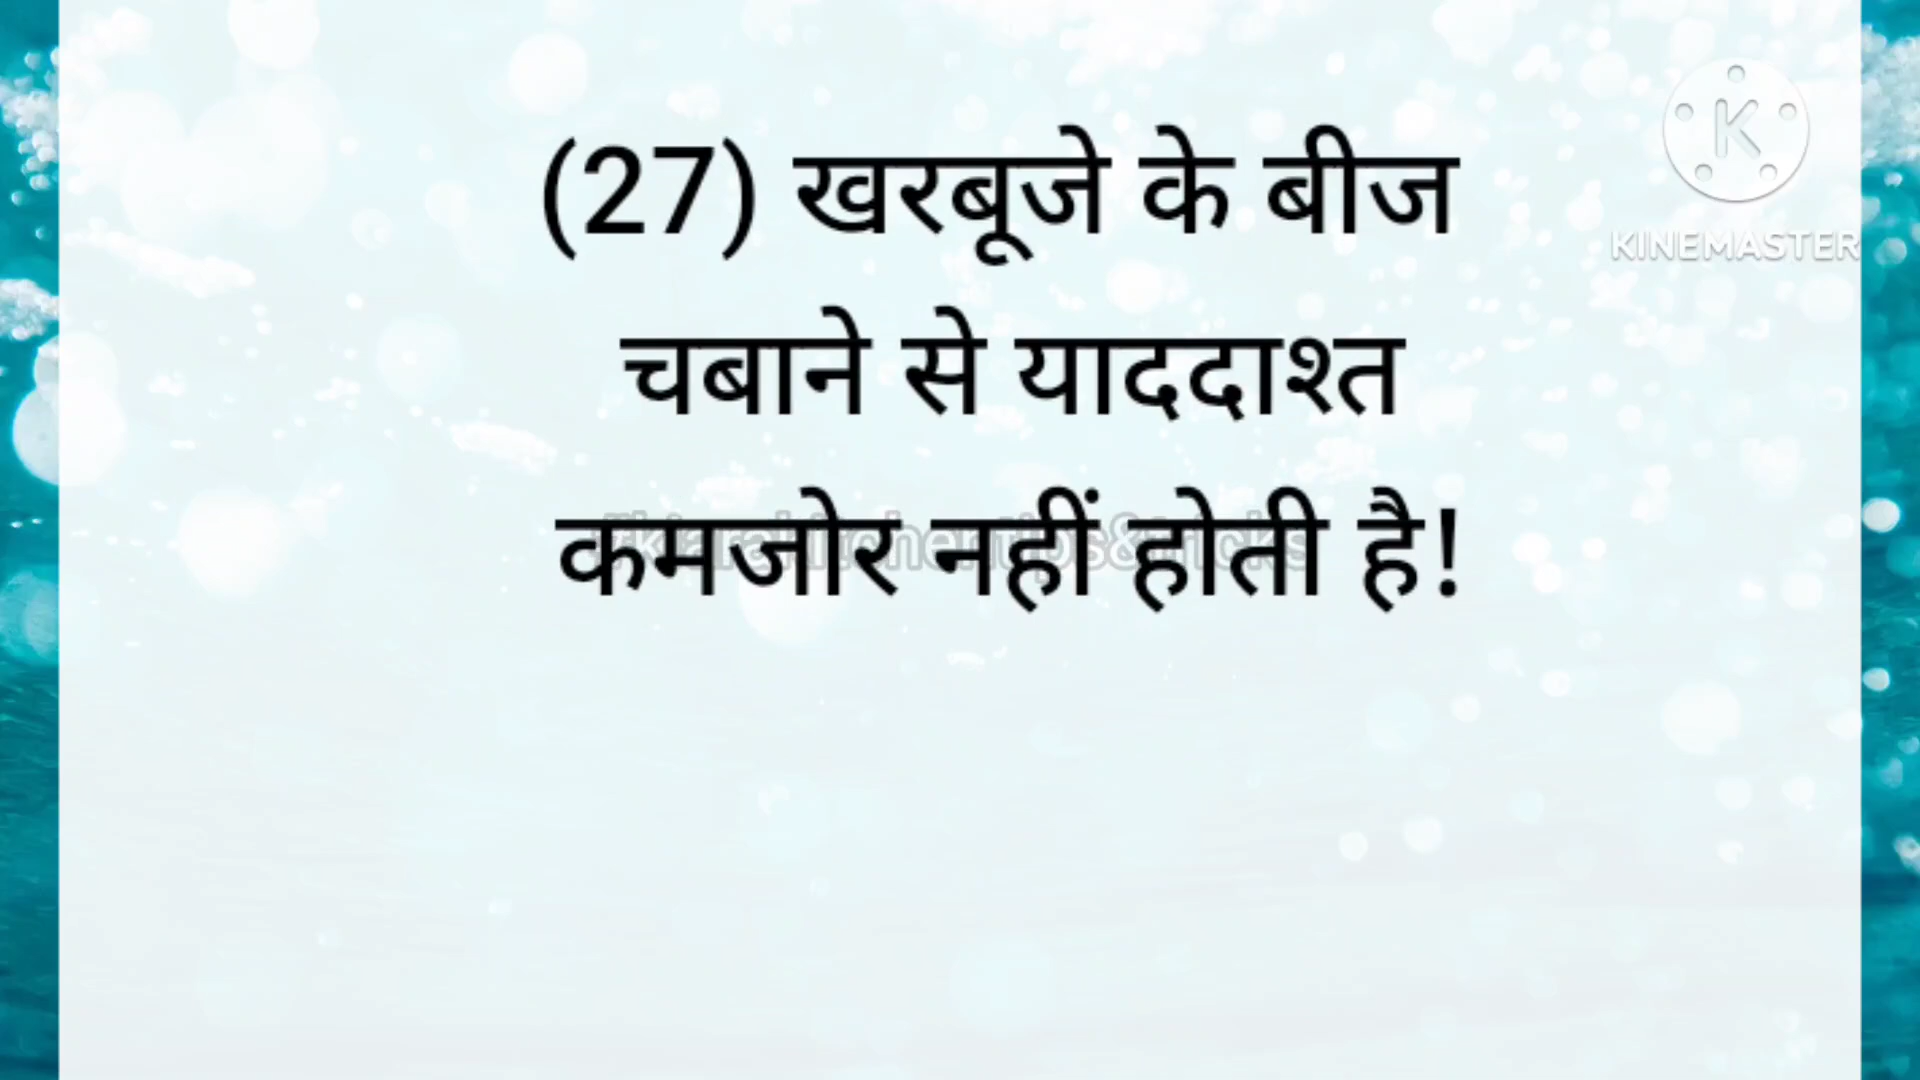 (27) खरबूजे के बीज
KINEMASTER
चबाने से याददाश्त
कमजोर नहीं होती है!